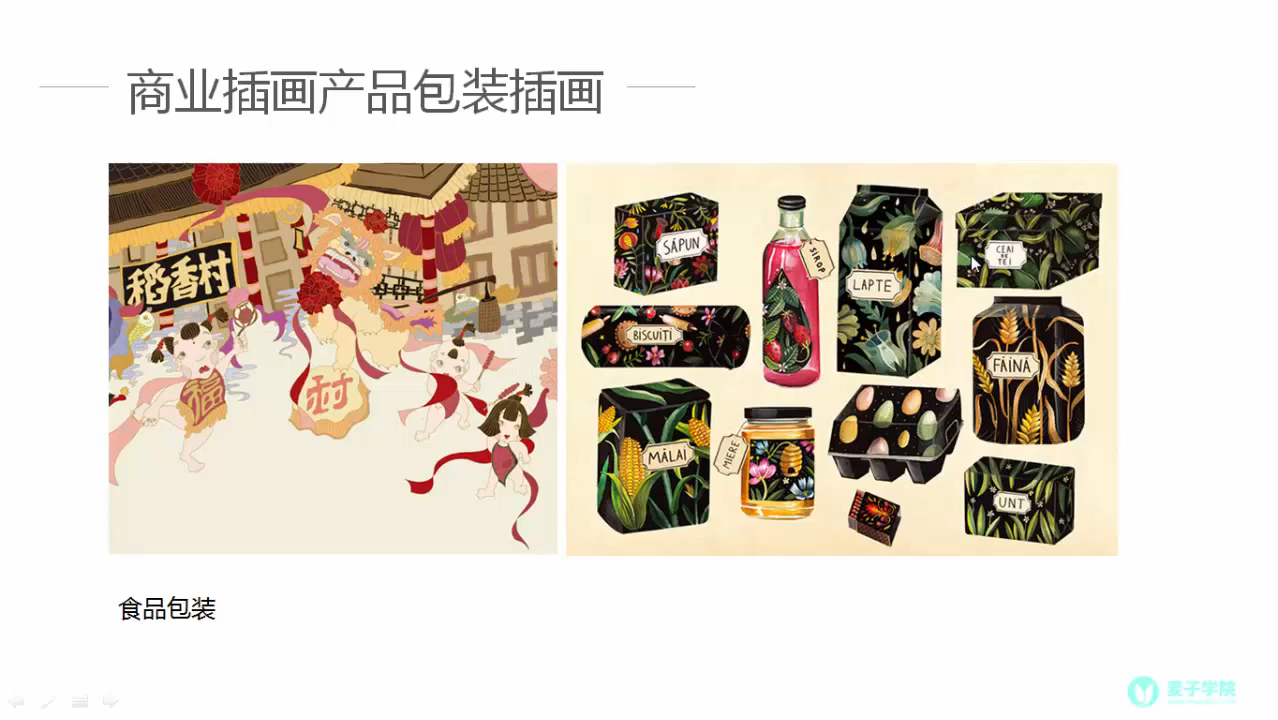 商业插画产品包装插画
稻香村
福
村
SĂPUN
SIROP
LAPTE
CEAI
DE
TEI
BISCUIȚI
FĂINĂ
MĂLAI
MIERE
UNT
食品包装
麦子学院